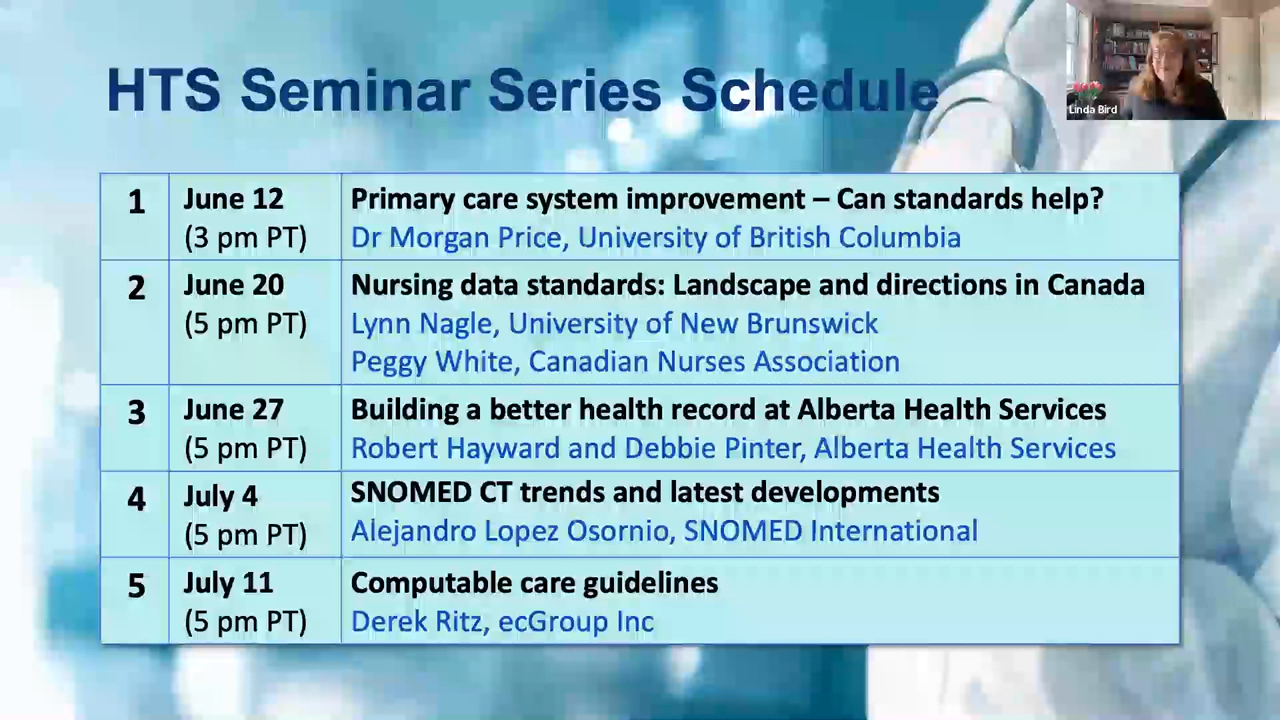 HTS Seminar Series Schedule
Linda Bird
1
June 12
(3 pm PT)
Primary care system improvement – Can standards help?
Dr Morgan Price, University of British Columbia
2
June 20
(5 pm PT)
Nursing data standards: Landscape and directions in Canada
Lynn Nagle, University of New Brunswick
Peggy White, Canadian Nurses Association
3
June 27
(5 pm PT)
Building a better health record at Alberta Health Services
Robert Hayward and Debbie Pinter, Alberta Health Services
4
July 4
(5 pm PT)
SNOMED CT trends and latest developments
Alejandro Lopez Osornio, SNOMED International
5
July 11
(5 pm PT)
Computable care guidelines
Derek Ritz, ecGroup Inc